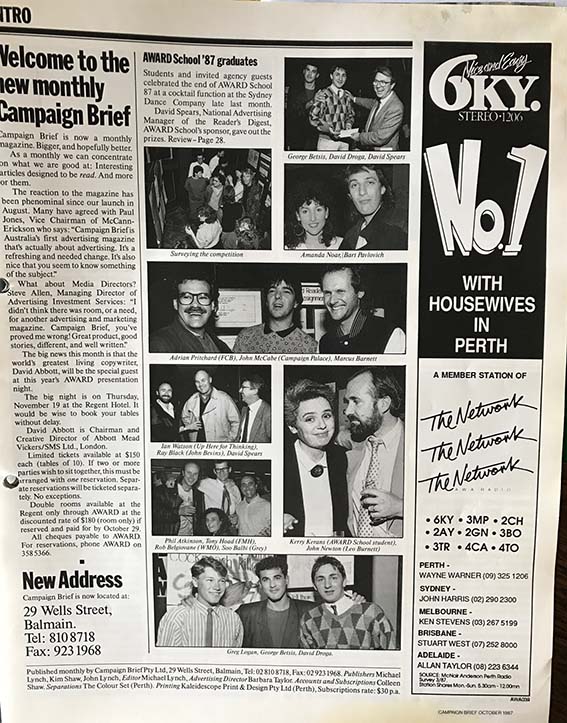 NTRO
Welcome to the
new monthly
Campaign Brief
Campaign Brief is now a monthly
magazine. Bigger, and hopefully better.
As a monthly we can concentrate
on what we are good at: Interesting
articles designed to be read. And more
of them.
The reaction to the magazine has
been phenominal since our launch in
August. Many have agreed with Paul
Jones, Vice Chairman of McCann-
Erickson who says: “Campaign Brief is
Australia’s first advertising magazine
that’s actually about advertising. It’s a
refreshing and needed change. It’s also
nice that you seem to know something
of the subject.”
What about Media Directors?
Steve Allen, Managing Director of
Advertising Investment Services: “I
didn’t think there was room, or a need,
for another advertising and marketing
magazine. Campaign Brief, you’ve
proved me wrong! Great product, good
stories, different, and well written.”
The big news this month is that the
world’s greatest living copywriter,
David Abbott, will be the special guest
at this year’s AWARD presentation
night.
The big night is on Thursday,
November 19 at the Regent Hotel. It
would be wise to book your tables
without delay.
David Abbott is Chairman and
Creative Director of Abbott Mead
Vickers/SMS Ltd., London.
Limited tickets available at $150
each (tables of 10). If two or more
parties wish to sit together, this must be
arranged with one reservation. Separ-
ate reservations will be ticketed separa-
tely. No exceptions.
Double rooms available at the
Regent only through AWARD at the
discounted rate of $180 (room only) if
reserved and paid for by October 29.
All cheques payable to AWARD.
For reservations, phone AWARD on
358 5366.
New Address
Campaign Brief is now located at:
29 Wells Street,
Balmain.
Tel: 810 8718
Fax: 923 1968
AWARD School ’87 graduates
Students and invited agency guests
celebrated the end of AWARD School
87 at a cocktail function at the Sydney
Dance Company late last month.
David Spears, National Advertising
Manager of the Reader’s Digest,
AWARD School’s sponsor, gave out the
prizes. Review – Page 28.
George Betsis, David Droga, David Spears
Surveying the competition
Amanda Noar, Bart Pavlovich
Adrian Pritchard (FCB), John McCabe (Campaign Palace), Marcus Barnett
Ian Watson (Up Here for Thinking),
Ray Black (John Bevins), David Spears
Phil Atkinson, Tony Hoad (FMH),
Rob Belgiovane (WMO), Soo Balbi (Grey)
Kerry Kerans (AWARD School student),
John Newton (Leo Burnett)
Greg Logan, George Betsis, David Droga.
Published monthly by Campaign Brief Pty Ltd, 29 Wells Street, Balmain, Tel: 02 810 8718, Fax: 02 923 1968. Publishers Michael
Lynch, Kim Shaw, John Lynch, Editor Michael Lynch, Advertising Director Barbara Taylor. Accounts and Subscriptions Colleen
Shaw. Separations The Colour Set (Perth). Printing Kaleidoscope Print & Design Pty Ltd (Perth), Subscriptions rate: $30 p.a.
Nice and Easy
6KY.
STEREO·1206
No.1
WITH
HOUSEWIVES
IN
PERTH
A MEMBER STATION OF
The Network
The Network
The Network
AWA RADIO
• 6KY • 3MP • 2CH
• 2AY • 2GN • 3BO
• 3TR • 4CA • 4TO
PERTH -
WAYNE WARNER (09) 325 1206
SYDNEY -
JOHN HARRIS (02) 290 2300
MELBOURNE -
KEN STEVENS (03) 267 5199
BRISBANE -
STUART WEST (07) 252 8000
ADELAIDE -
ALLAN TAYLOR (08) 223 6344
SOURCE: McNair Anderson Perth Radio
Survey 3/87.
Station Shares Mon.-Sun. 5.30am - 12.00mn
CAMPAIGN BRIEF OCTOBER 1987